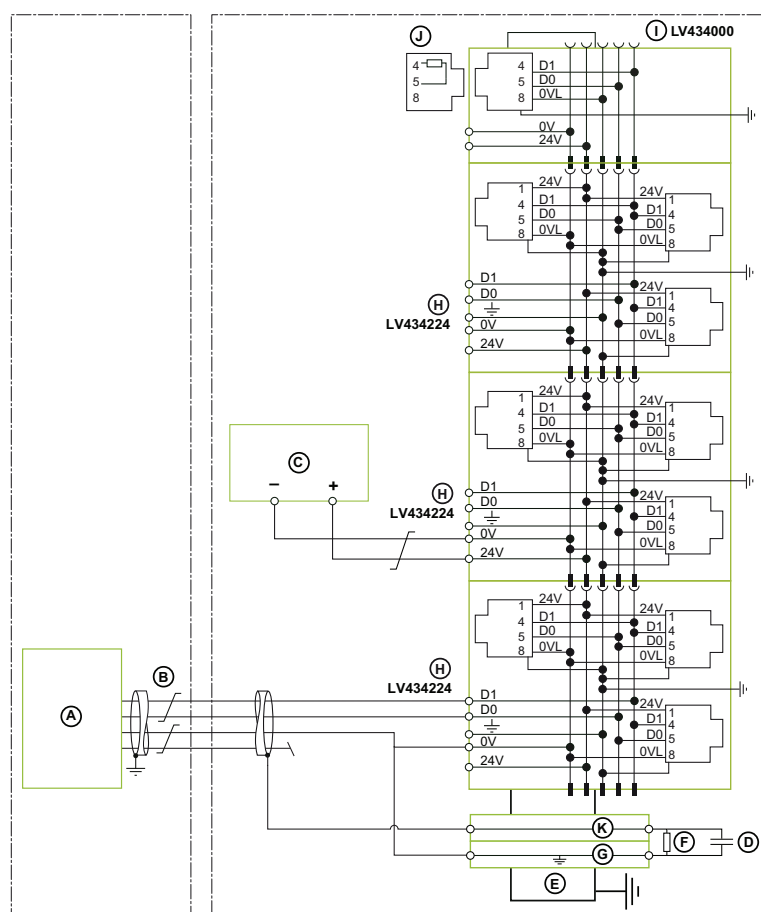 J
I LV434000
4
5
8
4
5
8
D1
D0
0VL
0V
24V
1
4
5
8
24V
D1
D0
0VL
24V
D1
D0
0VL
1
4
5
8
H
LV434224
D1
D0
0V
24V
24V
D1
D0
0VL
1
4
5
8
1
4
5
8
24V
D1
D0
0VL
24V
D1
D0
0VL
1
4
5
8
C
– +
H
LV434224
D1
D0
0V
24V
24V
D1
D0
0VL
1
4
5
8
1
4
5
8
24V
D1
D0
0VL
24V
D1
D0
0VL
1
4
5
8
A
B
H
LV434224
D1
D0
0V
24V
24V
D1
D0
0VL
1
4
5
8
K
G
F
D
E